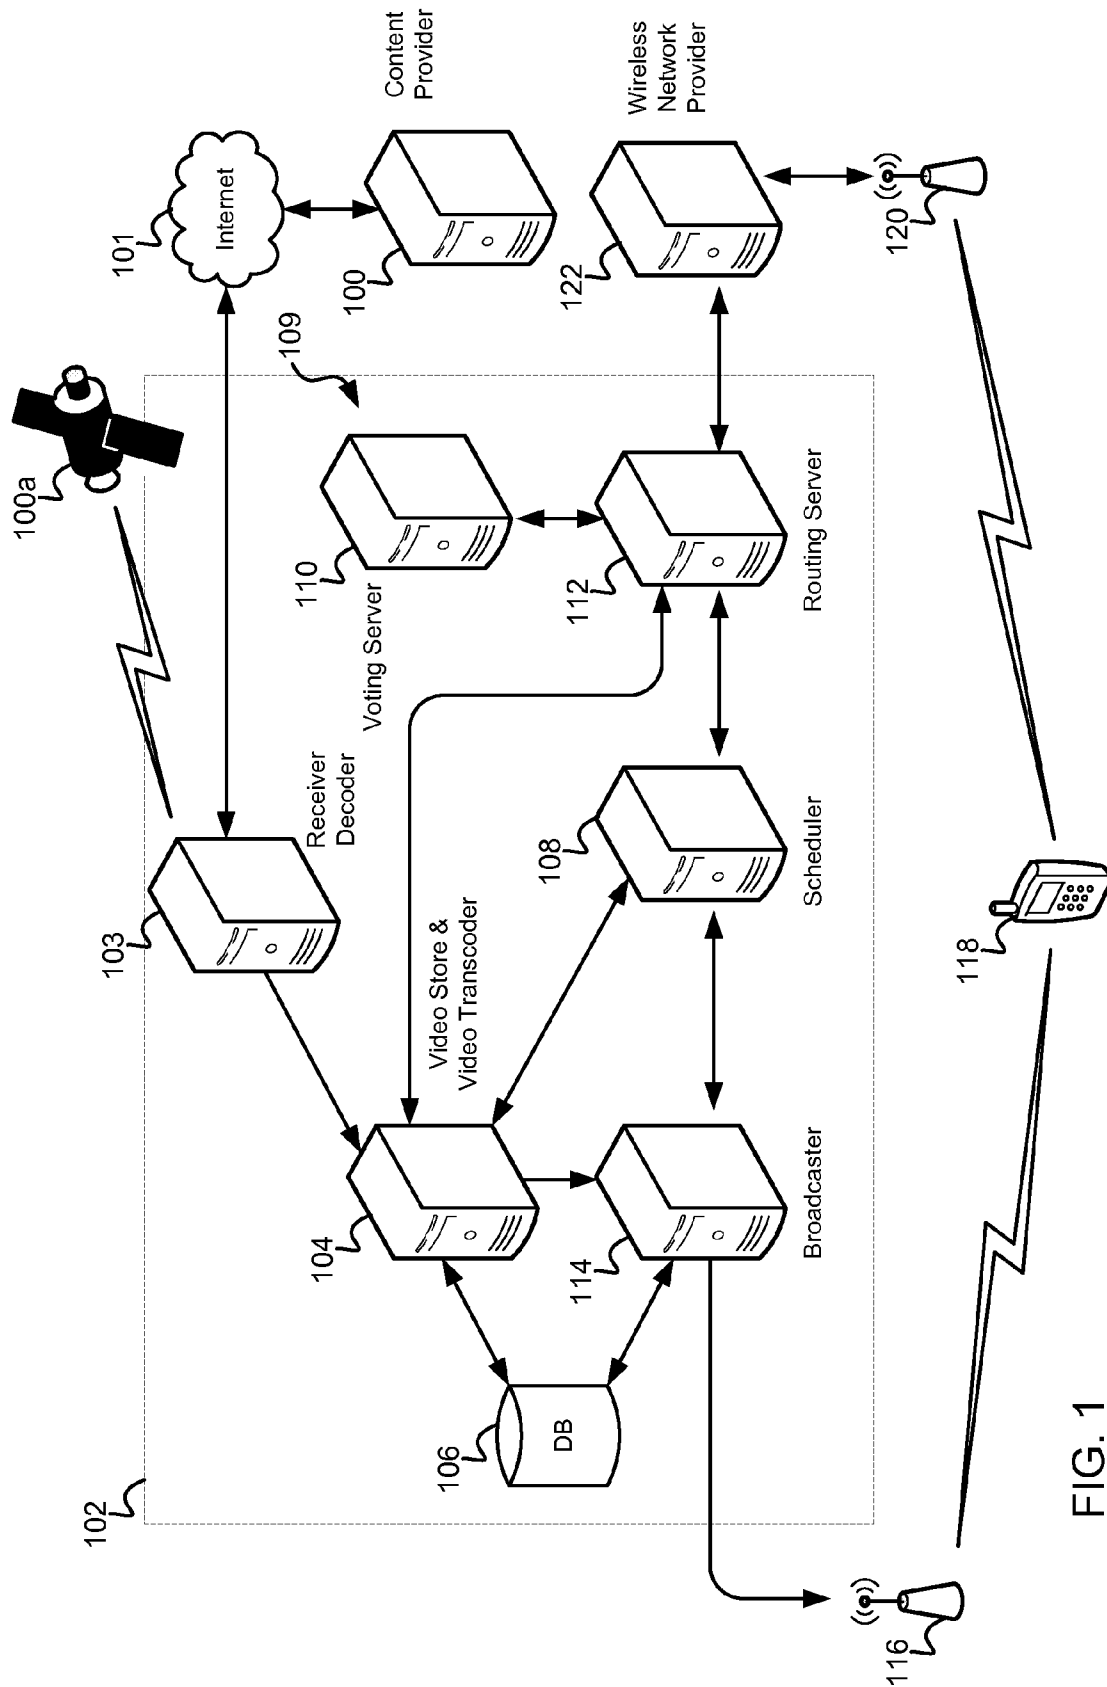 100a
101
Internet
Content
Provider
100
103
Receiver
Decoder
109
110
Voting Server
102
104
Video Store &
Video Transcoder
106
DB
108
Scheduler
112
Routing Server
122
Wireless
Network
Provider
114
Broadcaster
116
118
120
FIG. 1